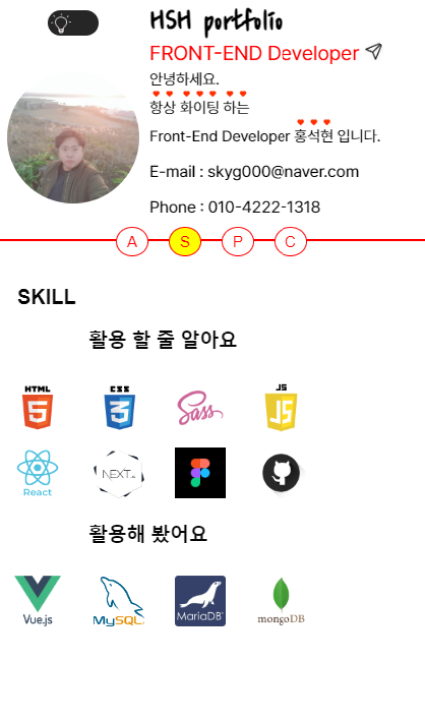 HSH portfolio
FRONT-END Developer
안녕하세요.
항상 화이팅 하는
Front-End Developer 홍석현 입니다.
E-mail : skyg000@naver.com
Phone : 010-4222-1318
A S P C
SKILL
활용 할 줄 알아요
HTML 5 CSS 3 Sass JS JS
React NEXT.JS
활용해 봤어요
Vue.js MySQL MariaDB mongoDB